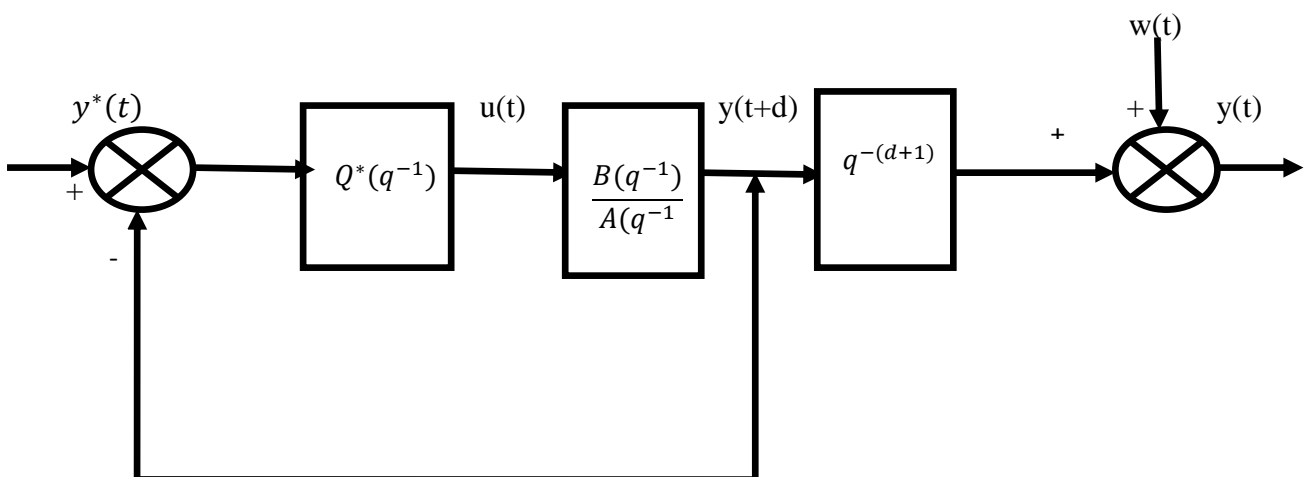 w(t)
y*(t)
u(t)
y(t+d)
+
y(t)
+
Q*(q⁻¹)
B(q⁻¹)
A(q⁻¹
q⁻⁽ᵈ⁺¹⁾
+
-